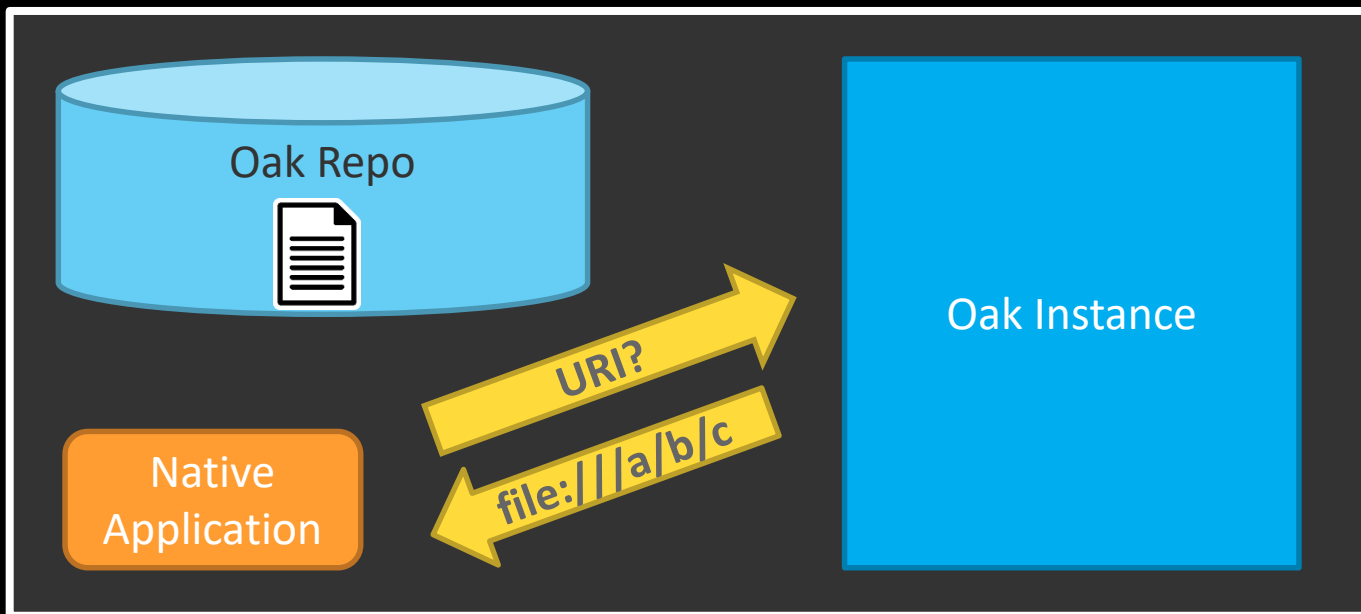 Oak Repo
Oak Instance
URI?
file:///a/b/c
Native
Application